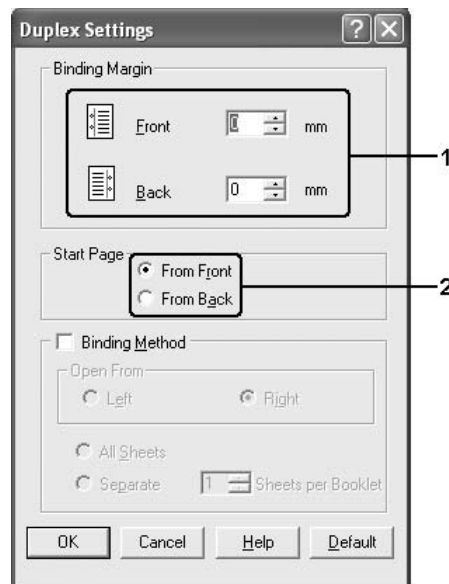 Duplex Settings
Binding Margin
Front 0 mm
1
Back 0 mm
Start Page
From Front
2
From Back
Binding Method
Open From
Left Right
All Sheets
Separate 1 Sheets per Booklet
OK Cancel Help Default